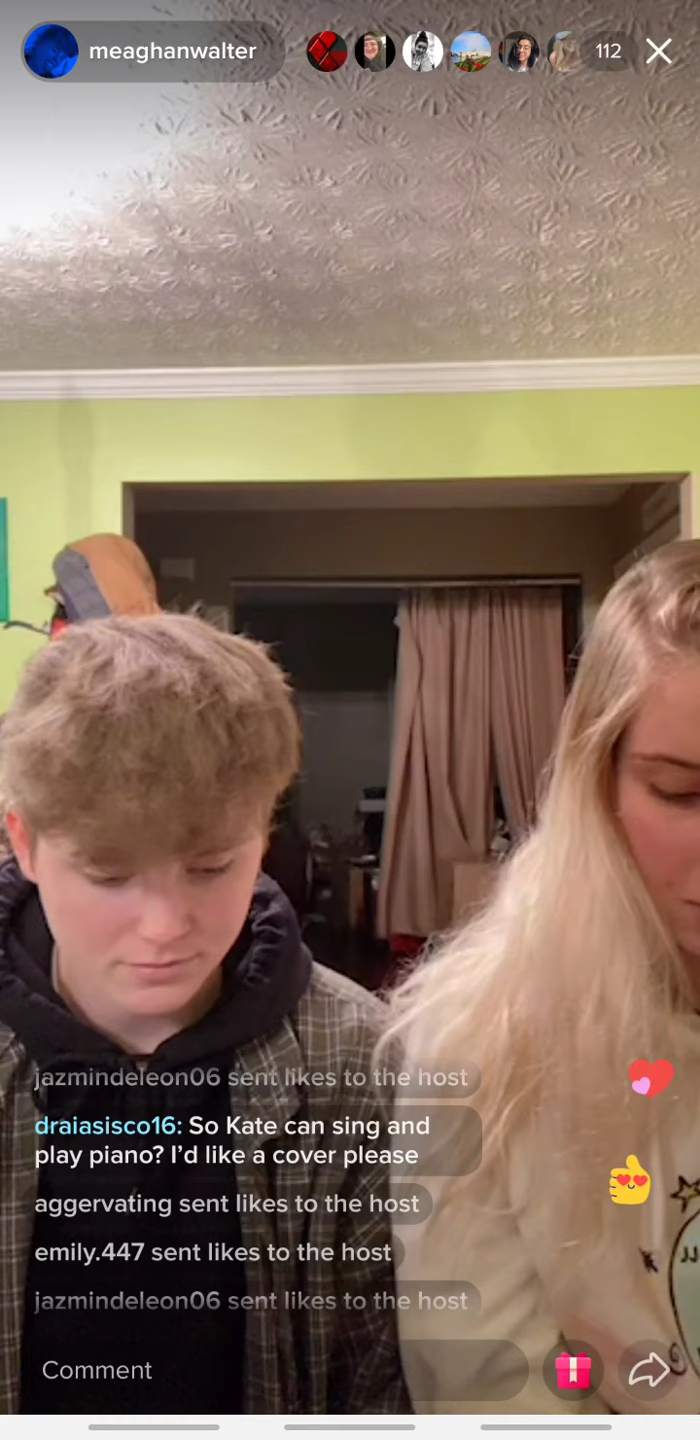 meaghanwalter
112
jazmindeleon06 sent likes to the host
draiasisco16: So Kate can sing and
play piano? I'd like a cover please
aggervating sent likes to the host
emily.447 sent likes to the host
JJ
jazmindeleon06 sent likes to the host
Comment